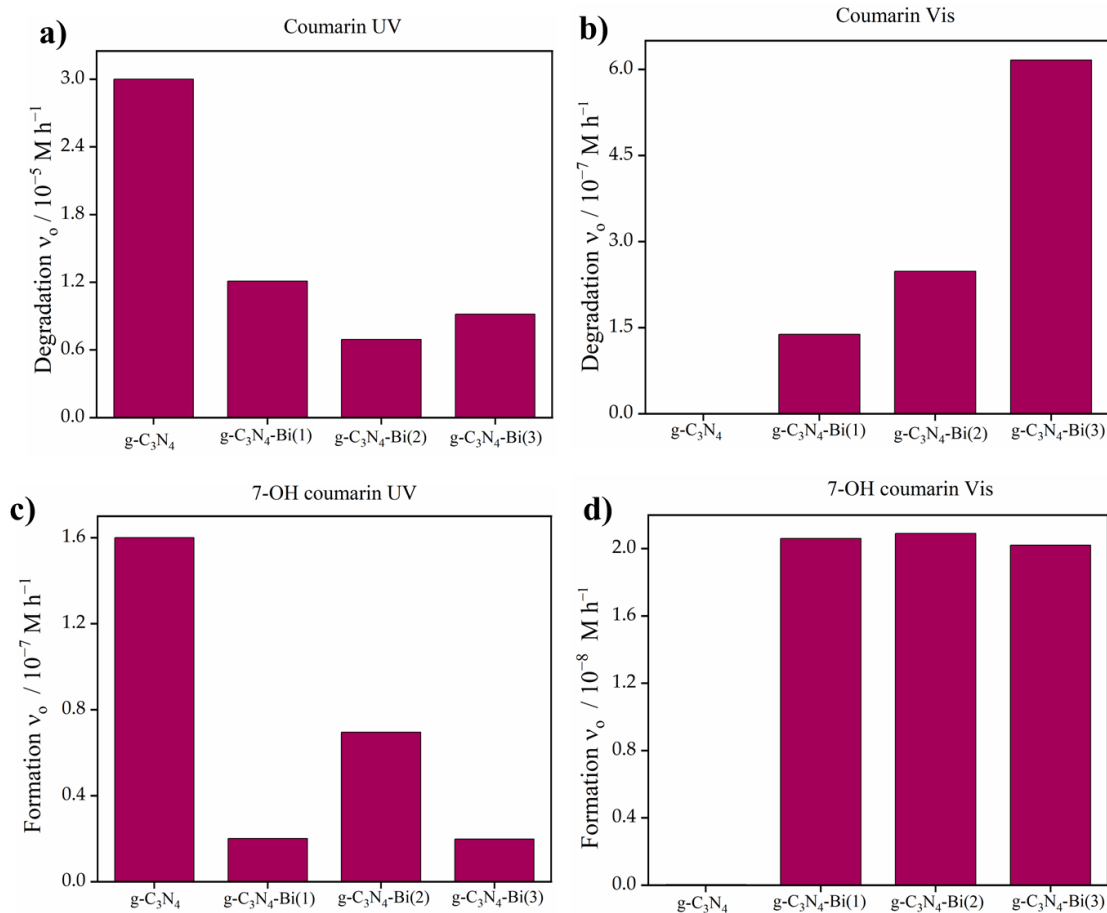 a)
Coumarin UV
Degradation νₒ / 10⁻⁵ M h⁻¹
3.0
2.4
1.8
1.2
0.6
0.0
g-C₃N₄
g-C₃N₄-Bi(1)
g-C₃N₄-Bi(2)
g-C₃N₄-Bi(3)
b)
Coumarin Vis
Degradation νₒ / 10⁻⁷ M h⁻¹
6.0
4.5
3.0
1.5
0.0
g-C₃N₄
g-C₃N₄-Bi(1)
g-C₃N₄-Bi(2)
g-C₃N₄-Bi(3)
c)
7-OH coumarin UV
Formation νₒ / 10⁻⁷ M h⁻¹
1.6
1.2
0.8
0.4
0.0
g-C₃N₄
g-C₃N₄-Bi(1)
g-C₃N₄-Bi(2)
g-C₃N₄-Bi(3)
d)
7-OH coumarin Vis
Formation νₒ / 10⁻⁸ M h⁻¹
2.0
1.6
1.2
0.8
0.4
0.0
g-C₃N₄
g-C₃N₄-Bi(1)
g-C₃N₄-Bi(2)
g-C₃N₄-Bi(3)